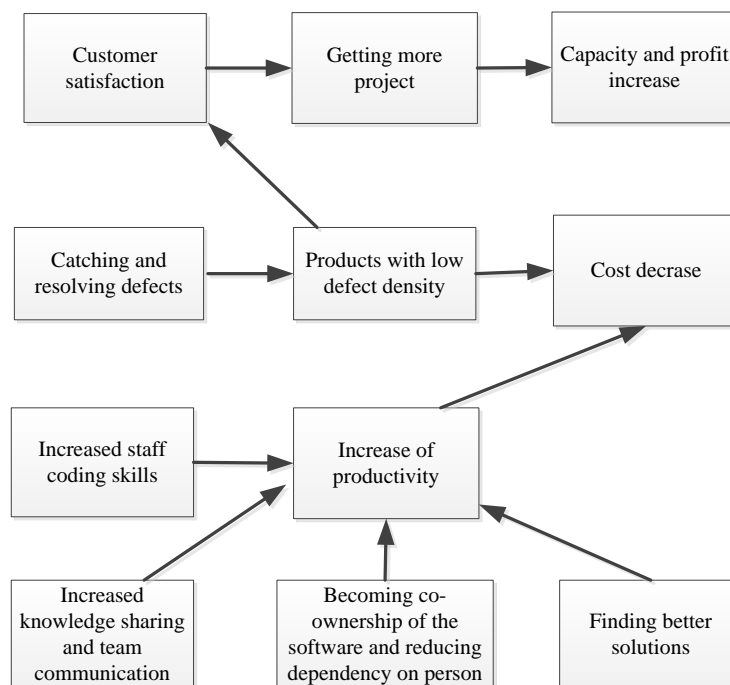 Customer
satisfaction
Getting more
project
Capacity and profit
increase
Catching and
resolving defects
Products with low
defect density
Cost decrase
Increased staff
coding skills
Increase of
productivity
Increased
knowledge sharing
and team
communication
Becoming co-
ownership of the
software and reducing
dependency on person
Finding better
solutions